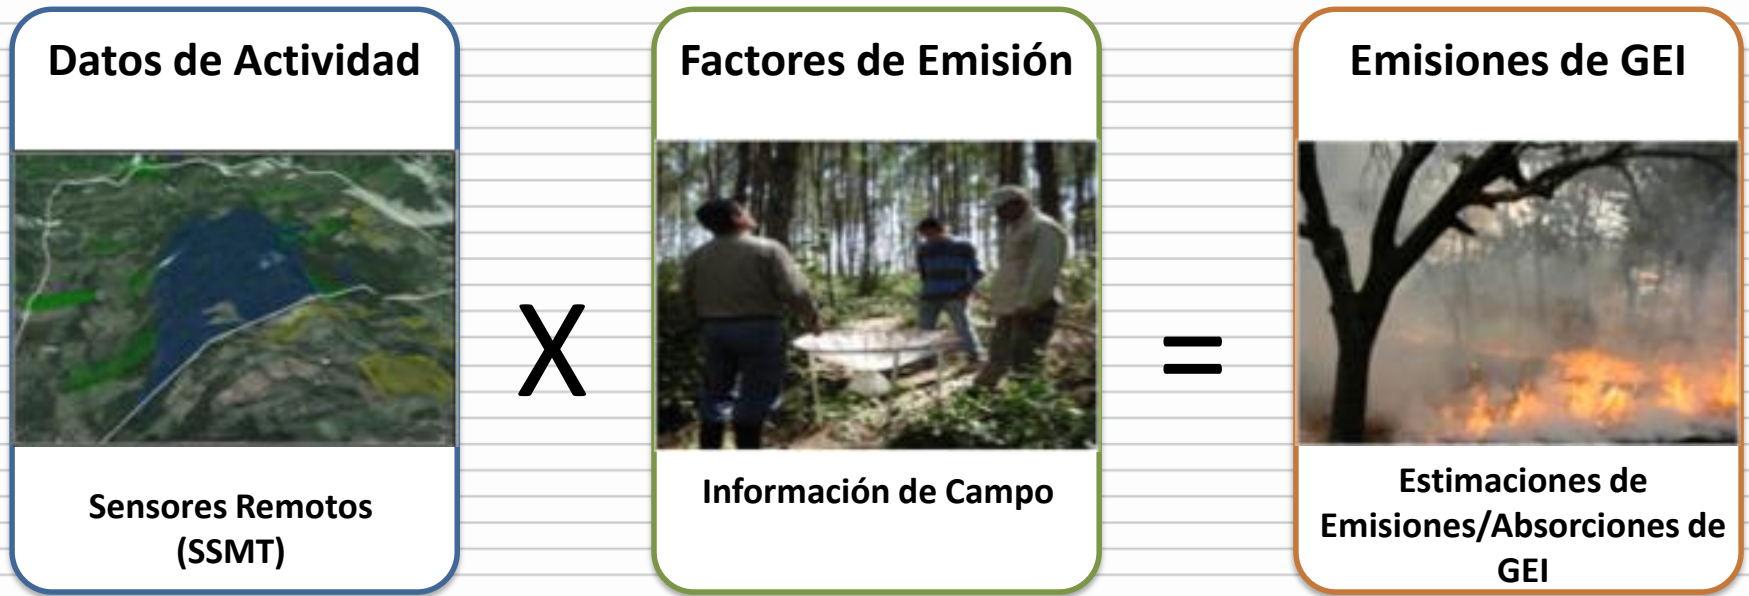 Datos de Actividad
Sensores Remotos
(SSMT)
X
Factores de Emisión
Información de Campo
=
Emisiones de GEI
Estimaciones de
Emisiones/Absorciones de
GEI